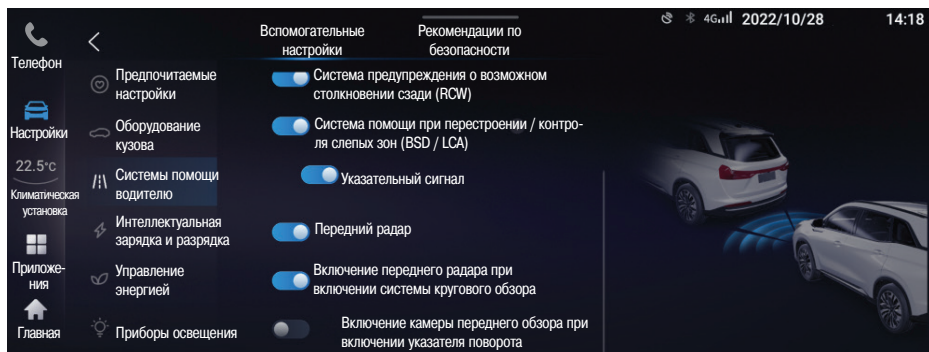 4G 2022/10/28 14:18
Телефон
Настройки
22.5°C
Климатическая
установка
Приложе-
ния
Главная
Предпочитаемые
настройки
Оборудование
кузова
Системы помощи
водителю
Интеллектуальная
зарядка и разрядка
Управление
энергией
Приборы освещения
Вспомогательные
настройки
Рекомендации по
безопасности
Система предупреждения о возможном
столкновении сзади (RCW)
Система помощи при перестроении / контро-
ля слепых зон (BSD / LCA)
Указательный сигнал
Передний радар
Включение переднего радара при
включении системы кругового обзора
Включение камеры переднего обзора при
включении указателя поворота